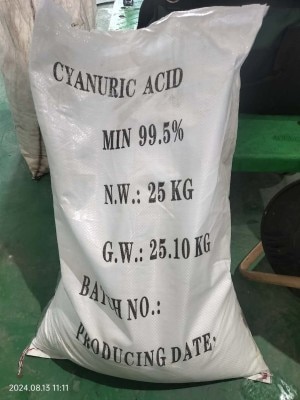 CYANURIC ACID
MIN 99.5%
N.W.: 25 KG
G.W.: 25.10 KG
BATCH NO.:
PRODUCING DATE:
2024.08.13 11:11